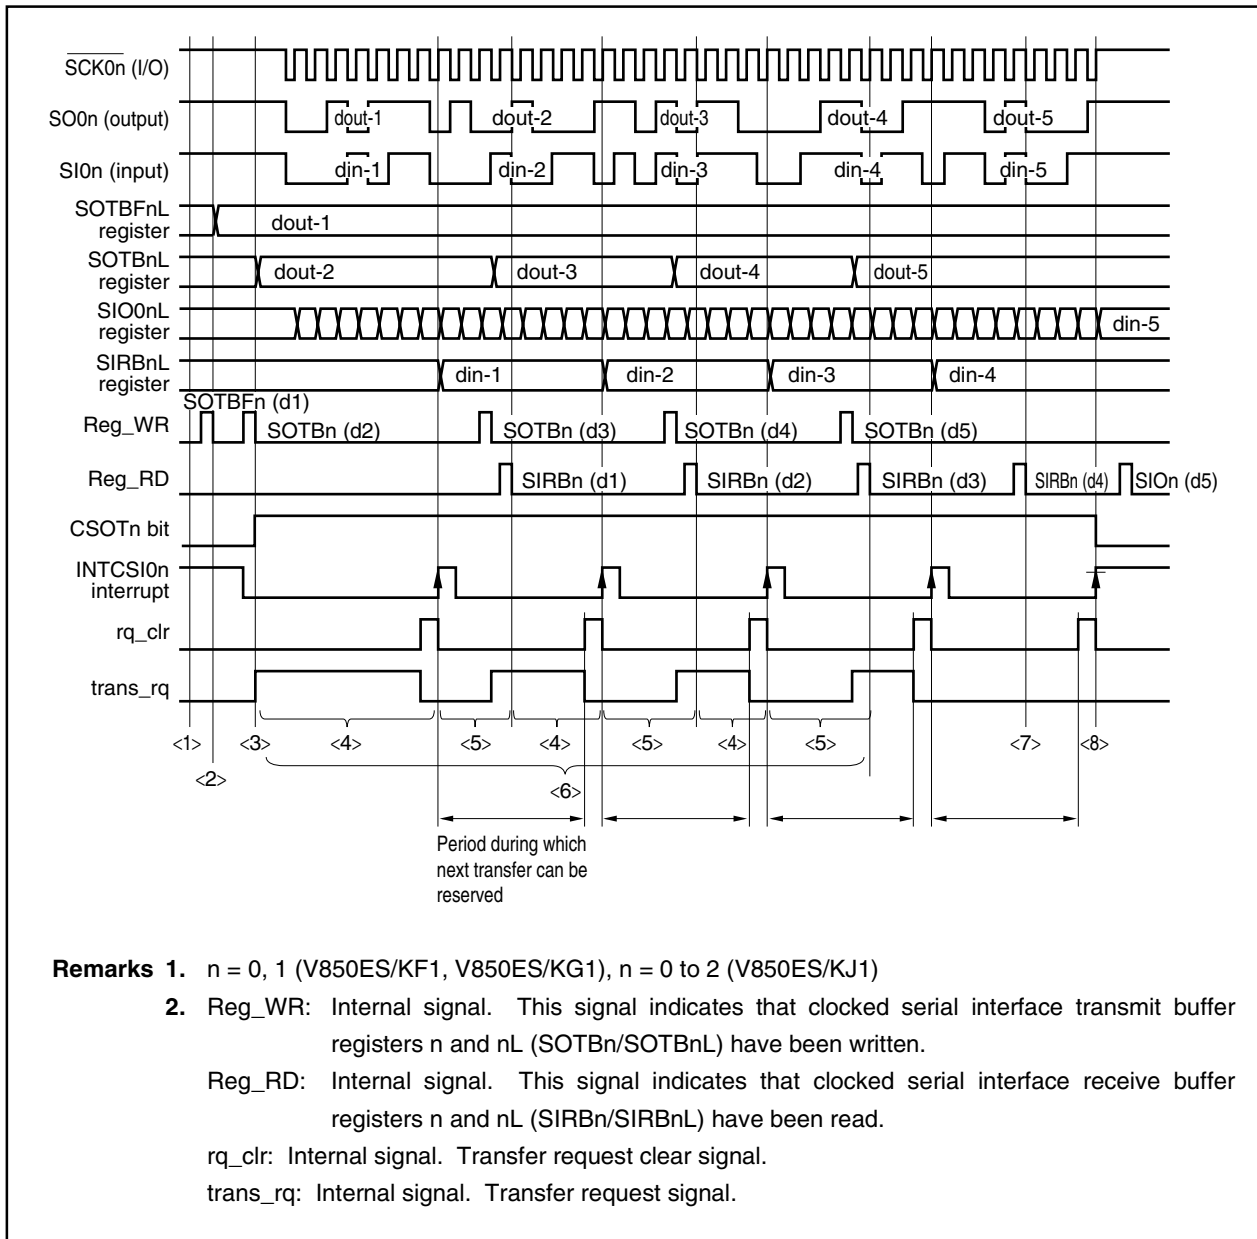 SCK0n (I/O)
SO0n (output)
dout-1 dout-2 dout-3 dout-4 dout-5
SI0n (input)
din-1 din-2 din-3 din-4 din-5
SOTBFnL
register
dout-1
SOTBnL
register
dout-2 dout-3 dout-4 dout-5
SIO0nL
register
din-5
SIRBnL
register
din-1 din-2 din-3 din-4
SOTBFn (d1)
Reg_WR
SOTBn (d2) SOTBn (d3) SOTBn (d4) SOTBn (d5)
Reg_RD
SIRBn (d1) SIRBn (d2) SIRBn (d3) SIRBn (d4) SIOn (d5)
CSOTn bit
INTCSI0n
interrupt
rq_clr
trans_rq
<1> <3> <4> <5> <4> <5> <4> <5> <7> <8>
<2> <6>
Period during which
next transfer can be
reserved
Remarks 1. n = 0, 1 (V850ES/KF1, V850ES/KG1), n = 0 to 2 (V850ES/KJ1)
2. Reg_WR: Internal signal. This signal indicates that clocked serial interface transmit buffer
registers n and nL (SOTBn/SOTBnL) have been written.
Reg_RD: Internal signal. This signal indicates that clocked serial interface receive buffer
registers n and nL (SIRBn/SIRBnL) have been read.
rq_clr: Internal signal. Transfer request clear signal.
trans_rq: Internal signal. Transfer request signal.